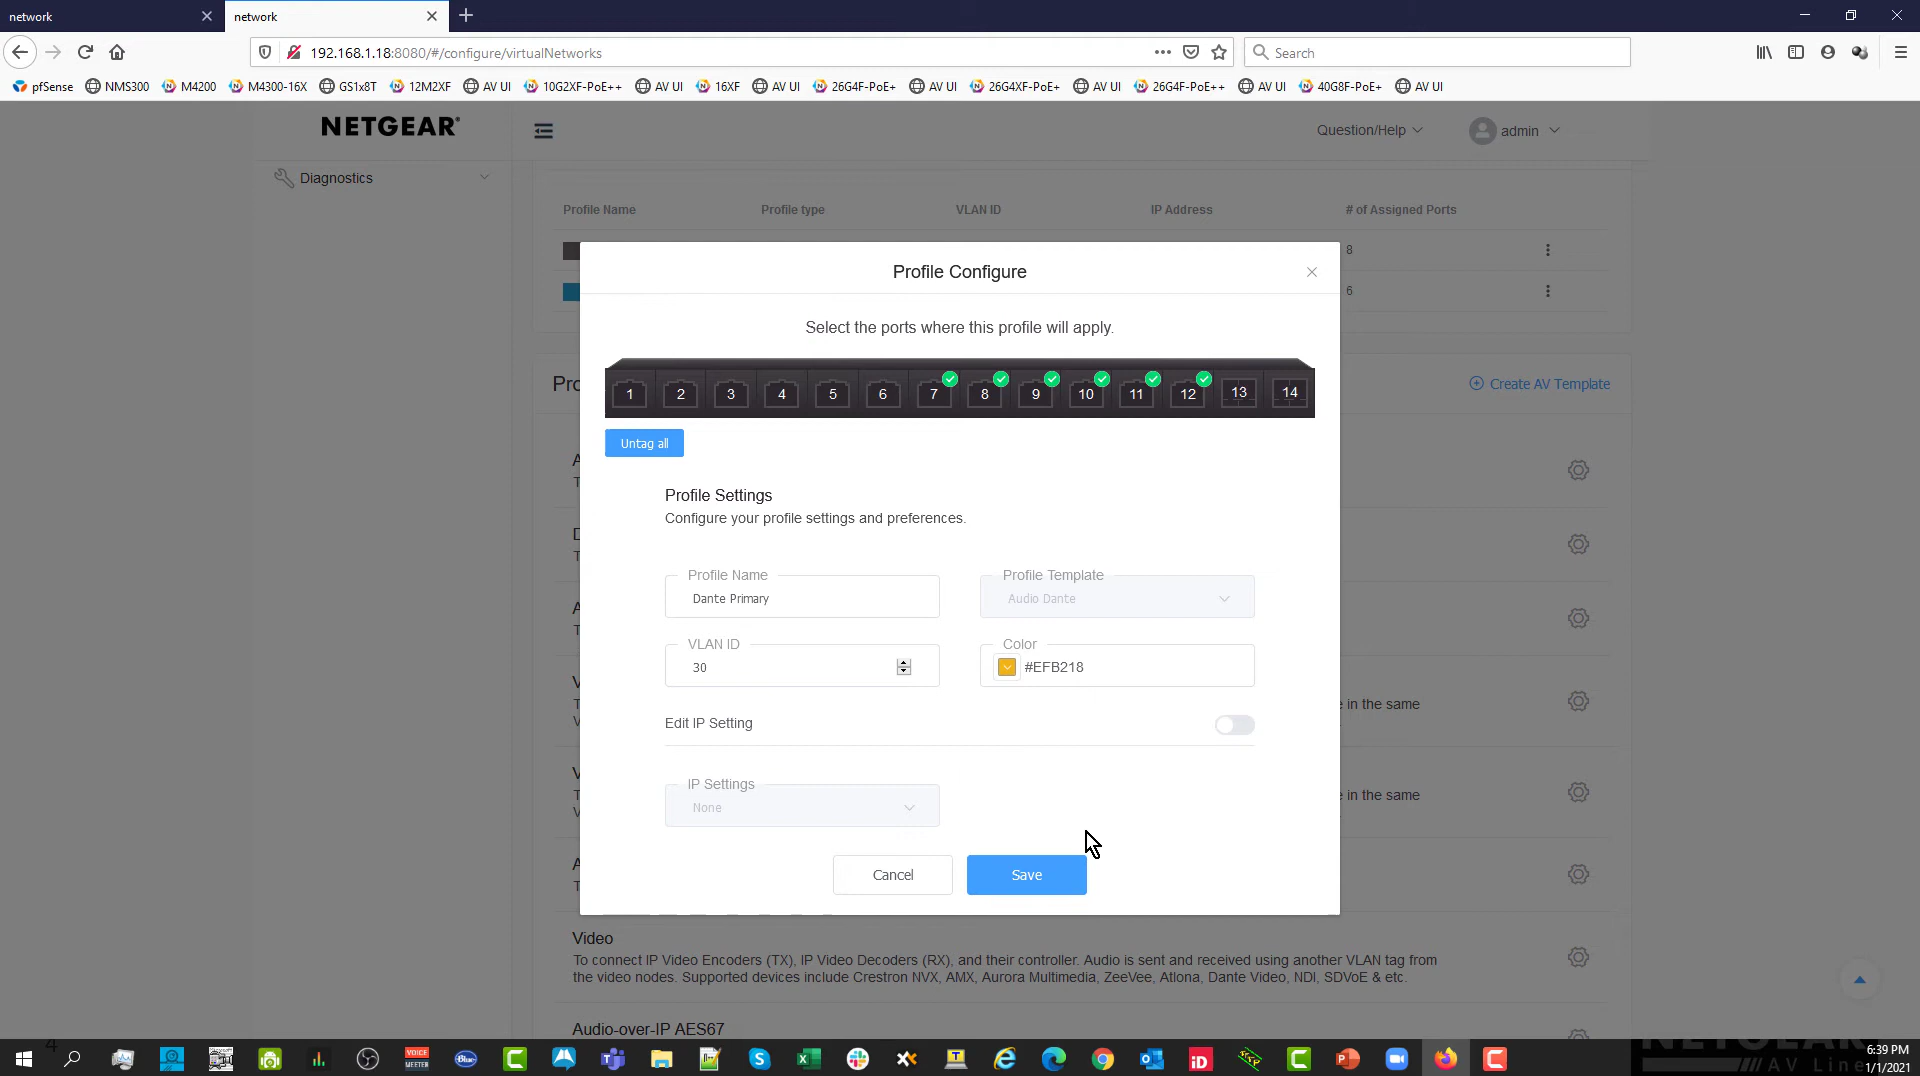 network
network
192.168.1.18:8080/#/configure/virtualNetworks
Search
pfSense NMS300 M4200 M4300-16X GS1x8T 12M2XF AV UI 10G2XF-PoE++ AV UI 16XF AV UI 26G4F-PoE+ AV UI 26G4XF-PoE+ AV UI 26G4F-PoE++ AV UI 40G8F-PoE+ AV UI
NETGEAR®
Question/Help
admin
Diagnostics
Profile Name Profile type VLAN ID IP Address # of Assigned Ports
8
6
Profile Configure
Select the ports where this profile will apply.
1 2 3 4 5 6 7 8 9 10 11 12 13 14
Create AV Template
Untag all
Profile Settings
Configure your profile settings and preferences.
Profile Name
Dante Primary
Profile Template
Audio Dante
VLAN ID
30
Color
#EFB218
Edit IP Setting
e in the same
IP Settings
None
e in the same
Cancel
Save
Video
To connect IP Video Encoders (TX), IP Video Decoders (RX), and their controller. Audio is sent and received using another VLAN tag from
the video nodes. Supported devices include Crestron NVX, AMX, Aurora Multimedia, ZeeVee, Atlona, Dante Video, NDI, SDVoE & etc.
Audio-over-IP AES67
4
VOICE
MEETER
Blue
iD
NETGEAR
AV Line
6:39 PM
1/1/2021